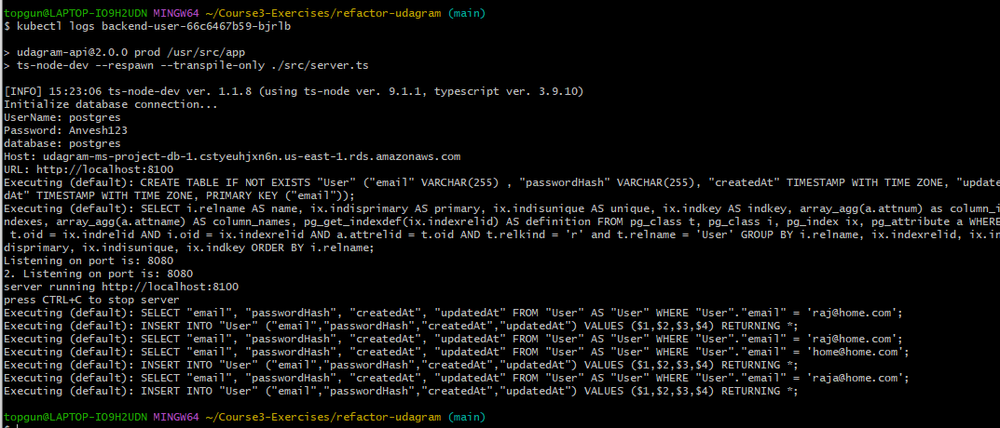 topgun@LAPTOP-IO9H2UDN MINGW64 ~/Course3-Exercises/refactor-udagram (main)
$ kubectl logs backend-user-66c6467b59-bjrlb
> udagram-api@2.0.0 prod /usr/src/app
> ts-node-dev --respawn --transpile-only ./src/server.ts
[INFO] 15:23:06 ts-node-dev ver. 1.1.8 (using ts-node ver. 9.1.1, typescript ver. 3.9.10)
Initialize database connection...
UserName: postgres
Password: Anvesh123
database: postgres
Host: udagram-ms-project-db-1.cstyeuhjxn6n.us-east-1.rds.amazonaws.com
URL: http://localhost:8100
Executing (default): CREATE TABLE IF NOT EXISTS "User" ("email" VARCHAR(255) , "passwordHash" VARCHAR(255), "createdAt" TIMESTAMP WITH TIME ZONE, "update
dAt" TIMESTAMP WITH TIME ZONE, PRIMARY KEY ("email"));
Executing (default): SELECT i.relname AS name, ix.indisprimary AS primary, ix.indisunique AS unique, ix.indkey AS indkey, array_agg(a.attnum) as column_i
ndexes, array_agg(a.attname) AS column_names, pg_get_indexdef(ix.indexrelid) AS definition FROM pg_class t, pg_class i, pg_index ix, pg_attribute a WHERE
t.oid = ix.indrelid AND i.oid = ix.indexrelid AND a.attrelid = t.oid AND t.relkind = 'r' and t.relname = 'User' GROUP BY i.relname, ix.indexrelid, ix.in
disprimary, ix.indisunique, ix.indkey ORDER BY i.relname;
Listening on port is: 8080
2. Listening on port is: 8080
server running http://localhost:8100
press CTRL+C to stop server
Executing (default): SELECT "email", "passwordHash", "createdAt", "updatedAt" FROM "User" AS "User" WHERE "User"."email" = 'raj@home.com';
Executing (default): INSERT INTO "User" ("email","passwordHash","createdAt","updatedAt") VALUES ($1,$2,$3,$4) RETURNING *;
Executing (default): SELECT "email", "passwordHash", "createdAt", "updatedAt" FROM "User" AS "User" WHERE "User"."email" = 'raj@home.com';
Executing (default): SELECT "email", "passwordHash", "createdAt", "updatedAt" FROM "User" AS "User" WHERE "User"."email" = 'home@home.com';
Executing (default): INSERT INTO "User" ("email","passwordHash","createdAt","updatedAt") VALUES ($1,$2,$3,$4) RETURNING *;
Executing (default): SELECT "email", "passwordHash", "createdAt", "updatedAt" FROM "User" AS "User" WHERE "User"."email" = 'raja@home.com';
Executing (default): INSERT INTO "User" ("email","passwordHash","createdAt","updatedAt") VALUES ($1,$2,$3,$4) RETURNING *;
topgun@LAPTOP-IO9H2UDN MINGW64 ~/Course3-Exercises/refactor-udagram (main)